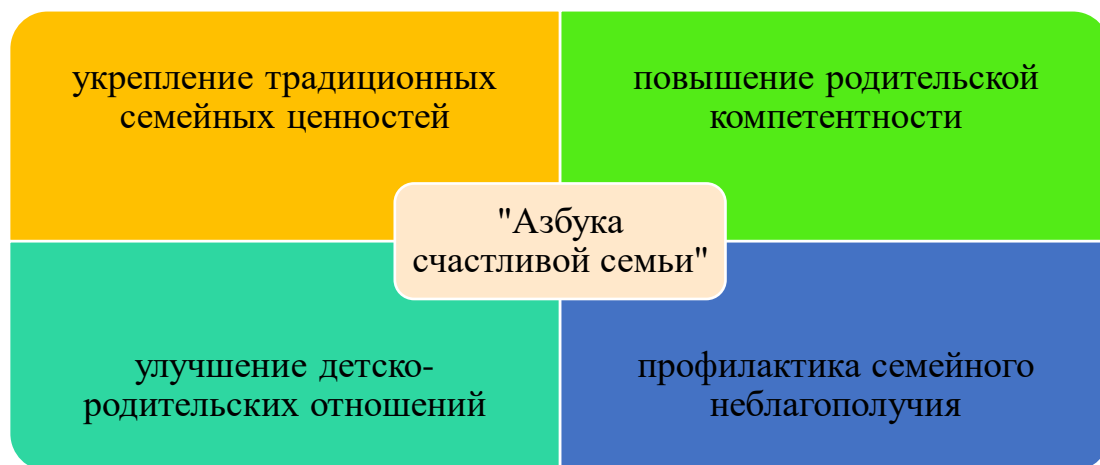 укрепление традиционных
семейных ценностей
повышение родительской
компетентности
"Азбука
счастливой семьи"
улучшение детско-
родительских отношений
профилактика семейного
неблагополучия